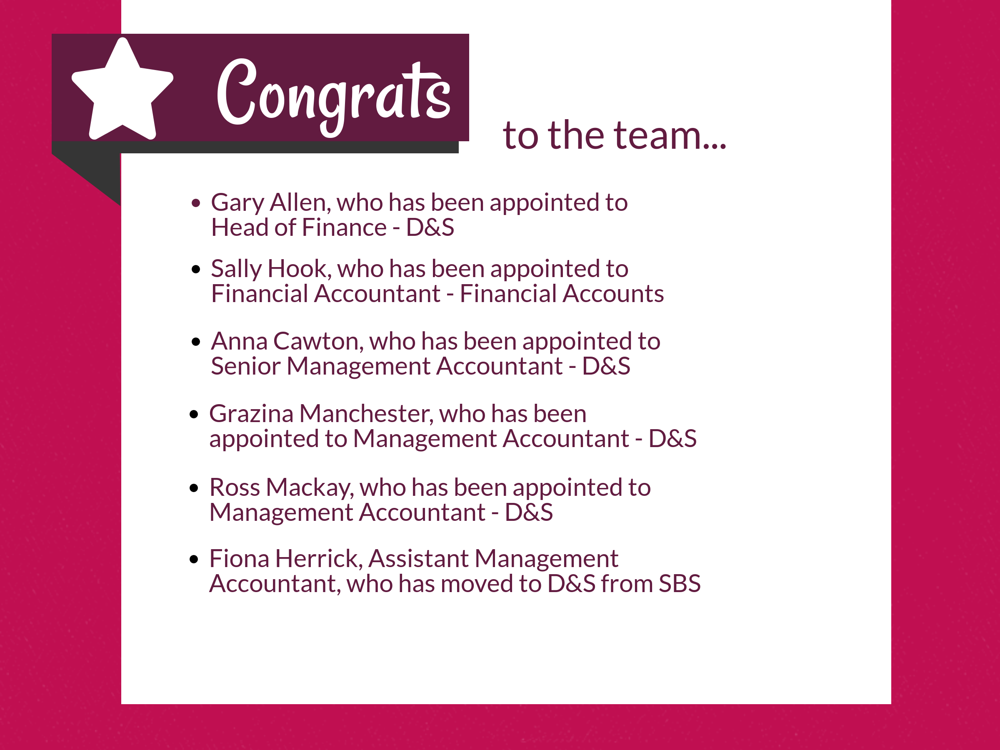 Congrats
to the team...
• Gary Allen, who has been appointed to
Head of Finance - D&S
• Sally Hook, who has been appointed to
Financial Accountant - Financial Accounts
• Anna Cawton, who has been appointed to
Senior Management Accountant - D&S
• Grazina Manchester, who has been
appointed to Management Accountant - D&S
• Ross Mackay, who has been appointed to
Management Accountant - D&S
• Fiona Herrick, Assistant Management
Accountant, who has moved to D&S from SBS